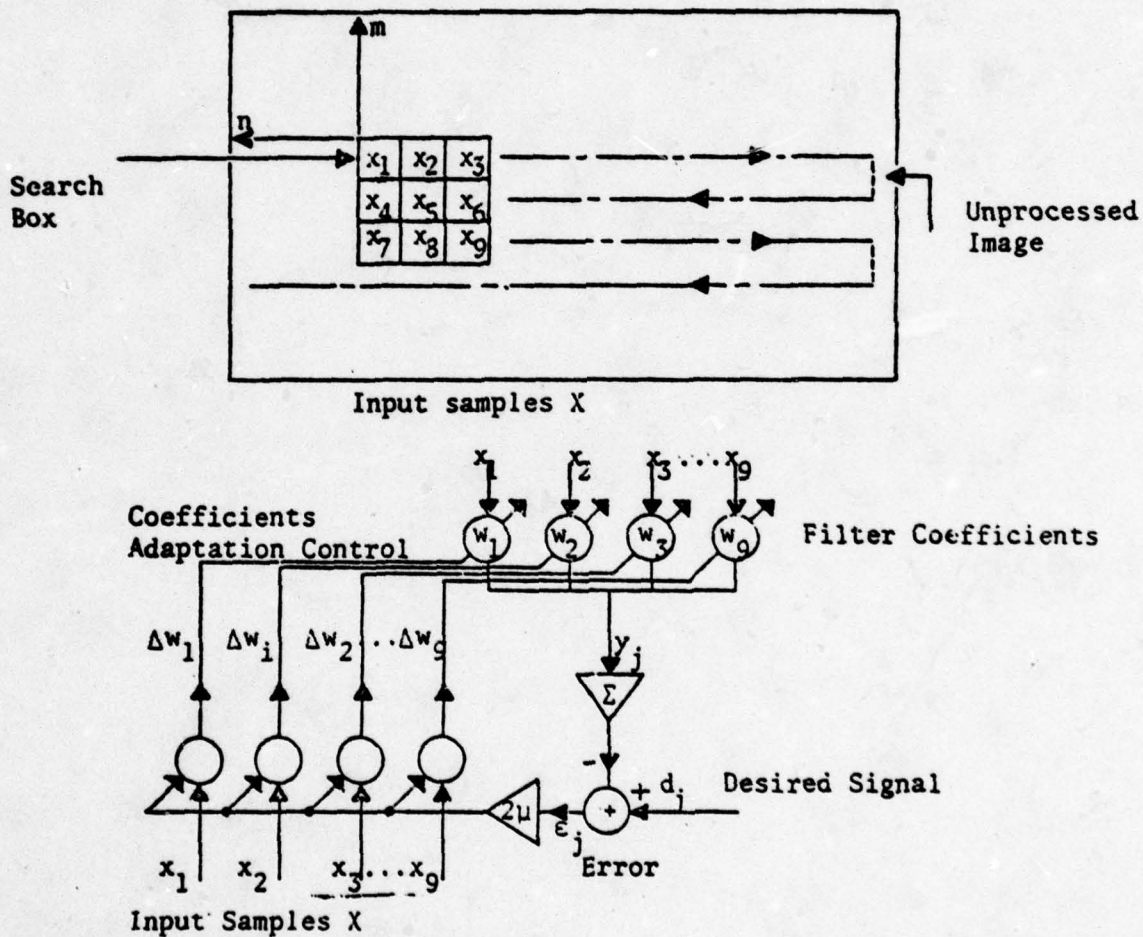 m
n
x1 x2 x3
x4 x5 x6
x7 x8 x9
Search
Box
Unprocessed
Image
Input samples X
x1 x2 x3 ... x9
Coefficients
Adaptation Control
w1 w2 w3 w9
Filter Coefficients
Δw1 Δwi Δw2 ..Δw9
yj
Σ
-
+ dj
Desired Signal
2μ
εj
+
Error
x1 x2 x3...x9
Input Samples X